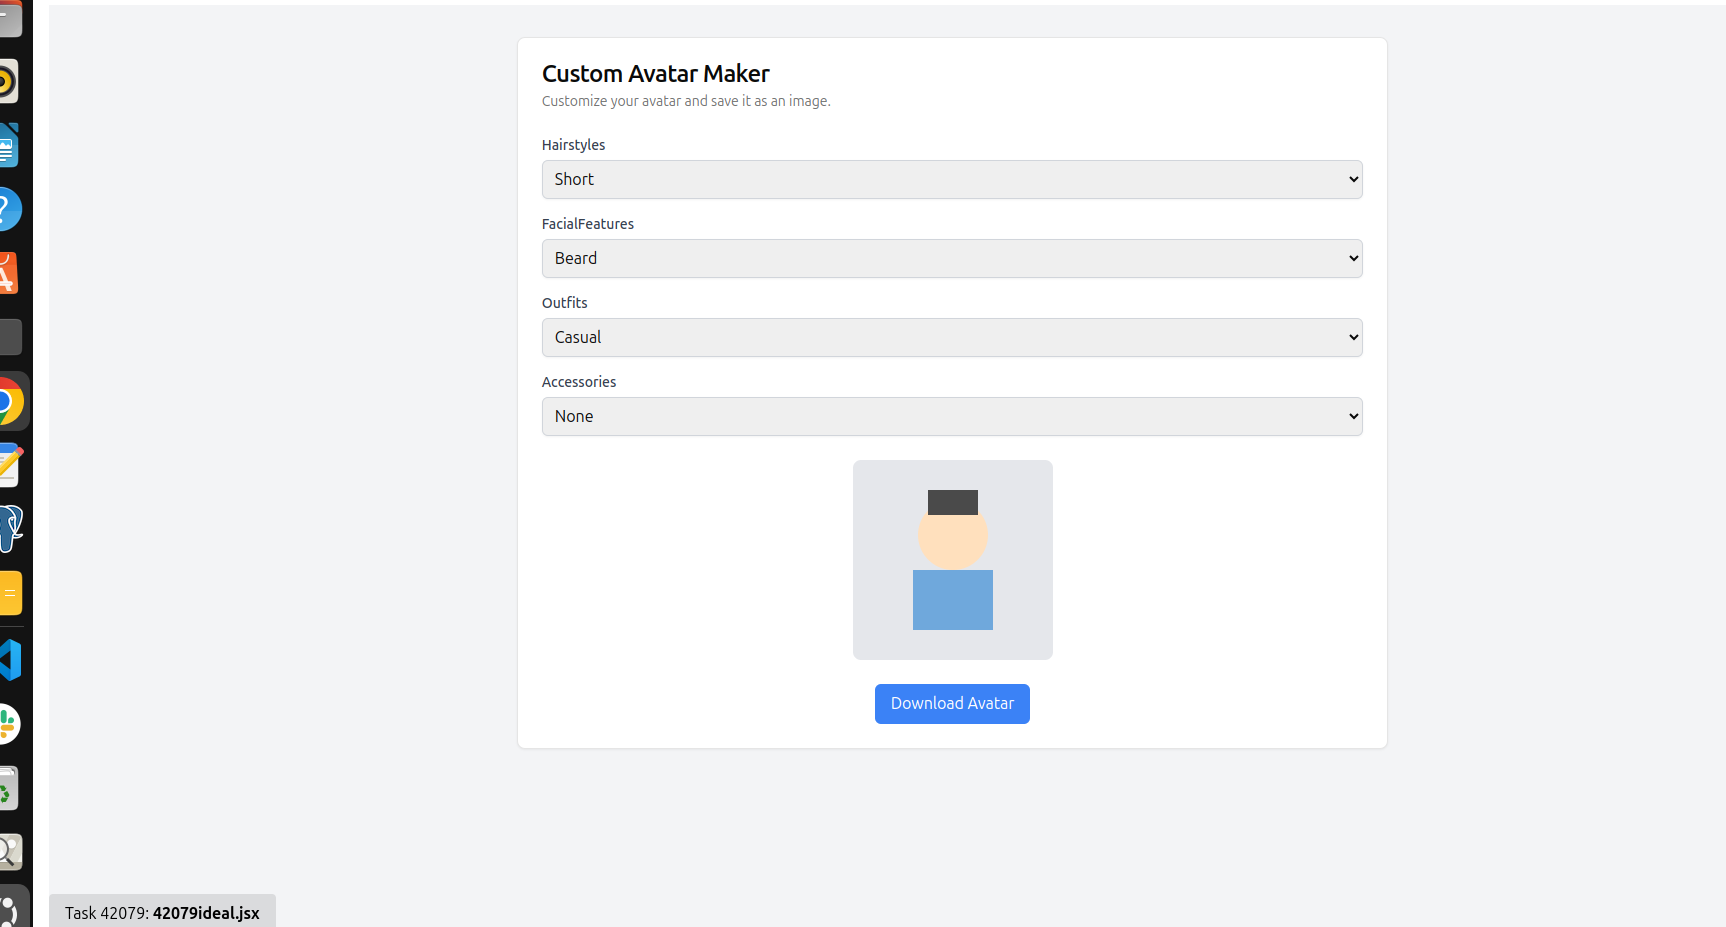 Custom Avatar Maker
Customize your avatar and save it as an image.
Hairstyles
Short
FacialFeatures
Beard
Outfits
Casual
Accessories
None
Download Avatar
Task 42079: 42079ideal.jsx